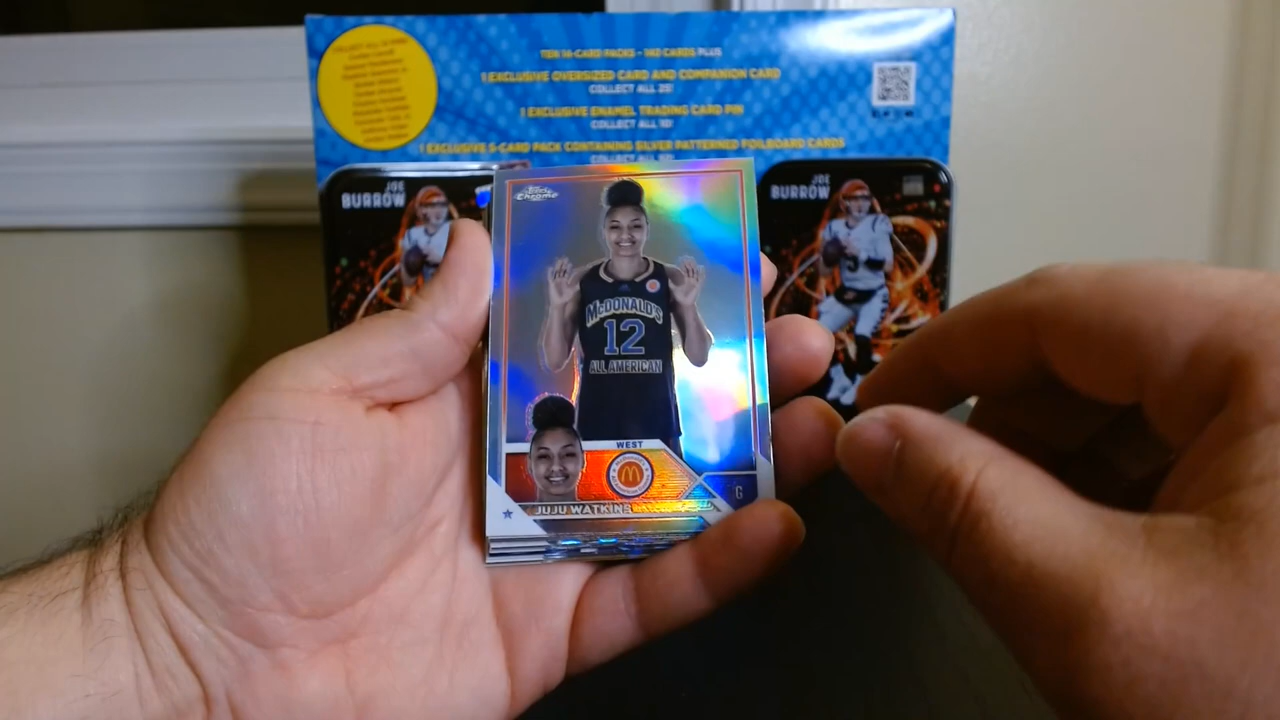 TEN 14-CARD PACKS - 140 CARDS PLUS
1 EXCLUSIVE OVERSIZED CARD AND COMPANION CARD
COLLECT ALL 25!
1 EXCLUSIVE ENAMEL TRADING CARD PIN
COLLECT ALL 10!
1 EXCLUSIVE 5-CARD PACK CONTAINING SILVER PATTERNED FOILBOARD CARDS
JOE
BURROW
JOE
BURROW
Topps
Chrome
McDONALD'S
12
ALL AMERICAN
WEST
G
JUJU WATKINS